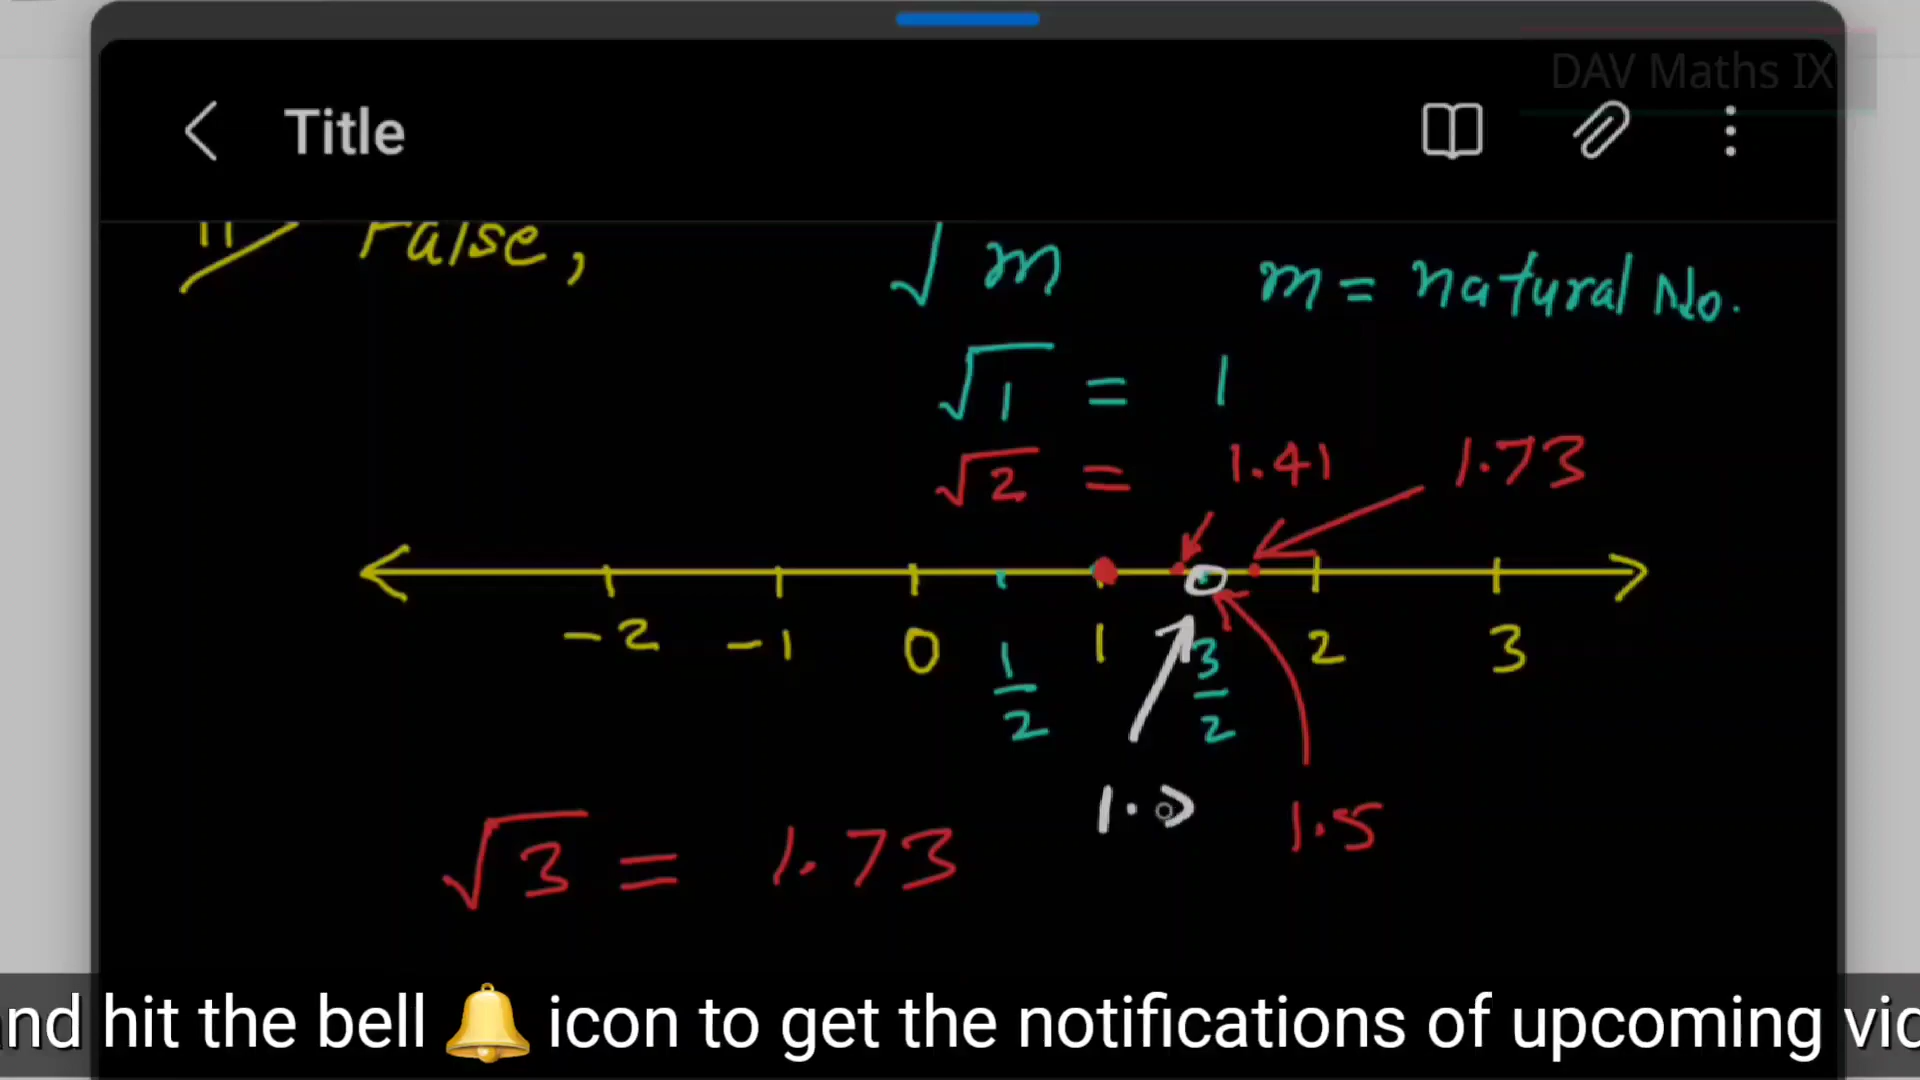 DAV Maths IX
Title
ii False,
√m m = natural No.
√1 = 1
√2 = 1.41 1.73
-2 -1 0 1 2 3
1/2 3/2
1.5
√3 = 1.73
nd hit the bell 🔔 icon to get the notifications of upcoming vid